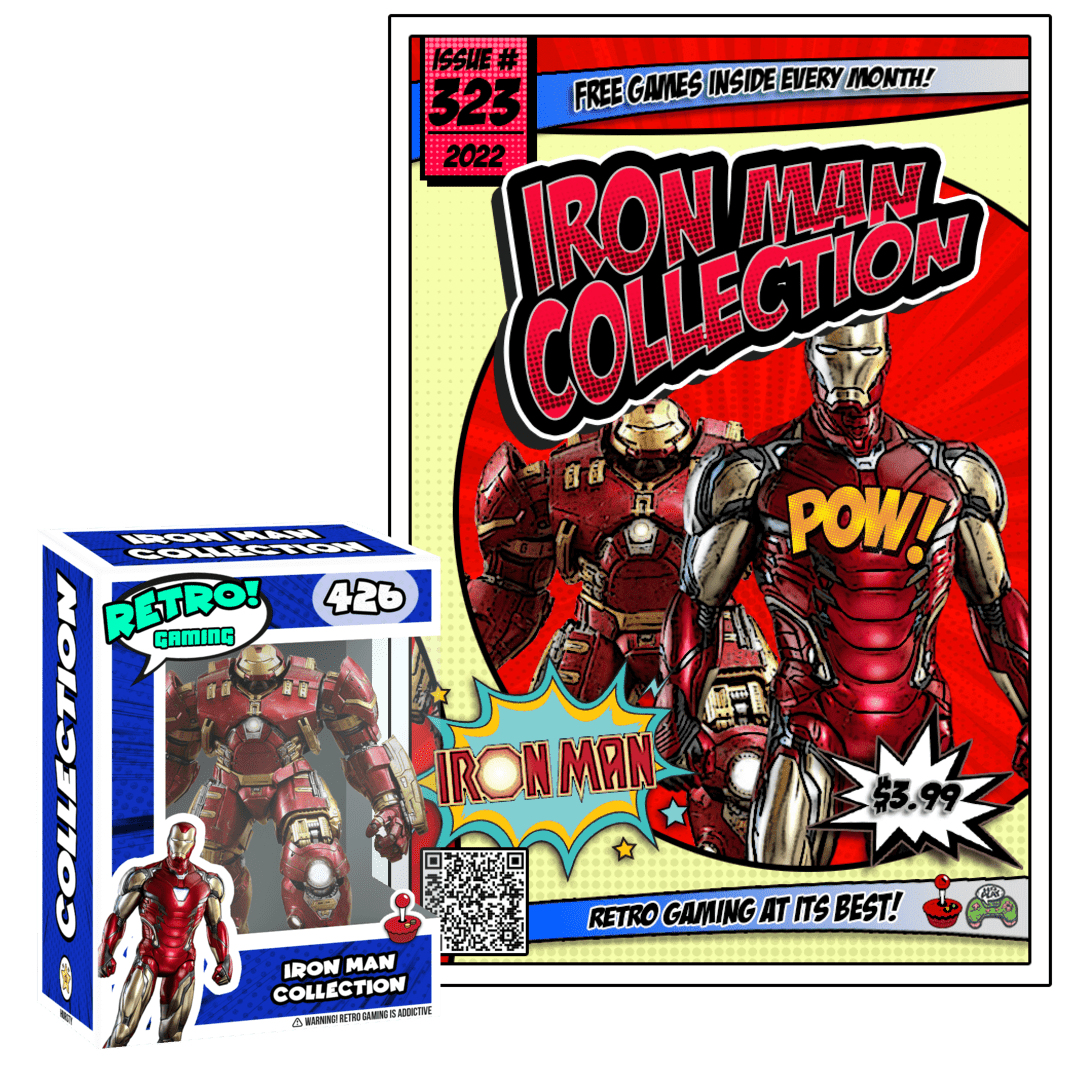 ISSUE #
323
2022
FREE GAMES INSIDE EVERY MONTH!
IRON MAN
COLLECTION
POW!
IRON MAN
$3.99
RETRO GAMING AT ITS BEST!
IRON MAN
COLLECTION
RETRO!
GAMING
426
COLLECTION
IRON MAN
COLLECTION
WARNING! RETRO GAMING IS ADDICTIVE